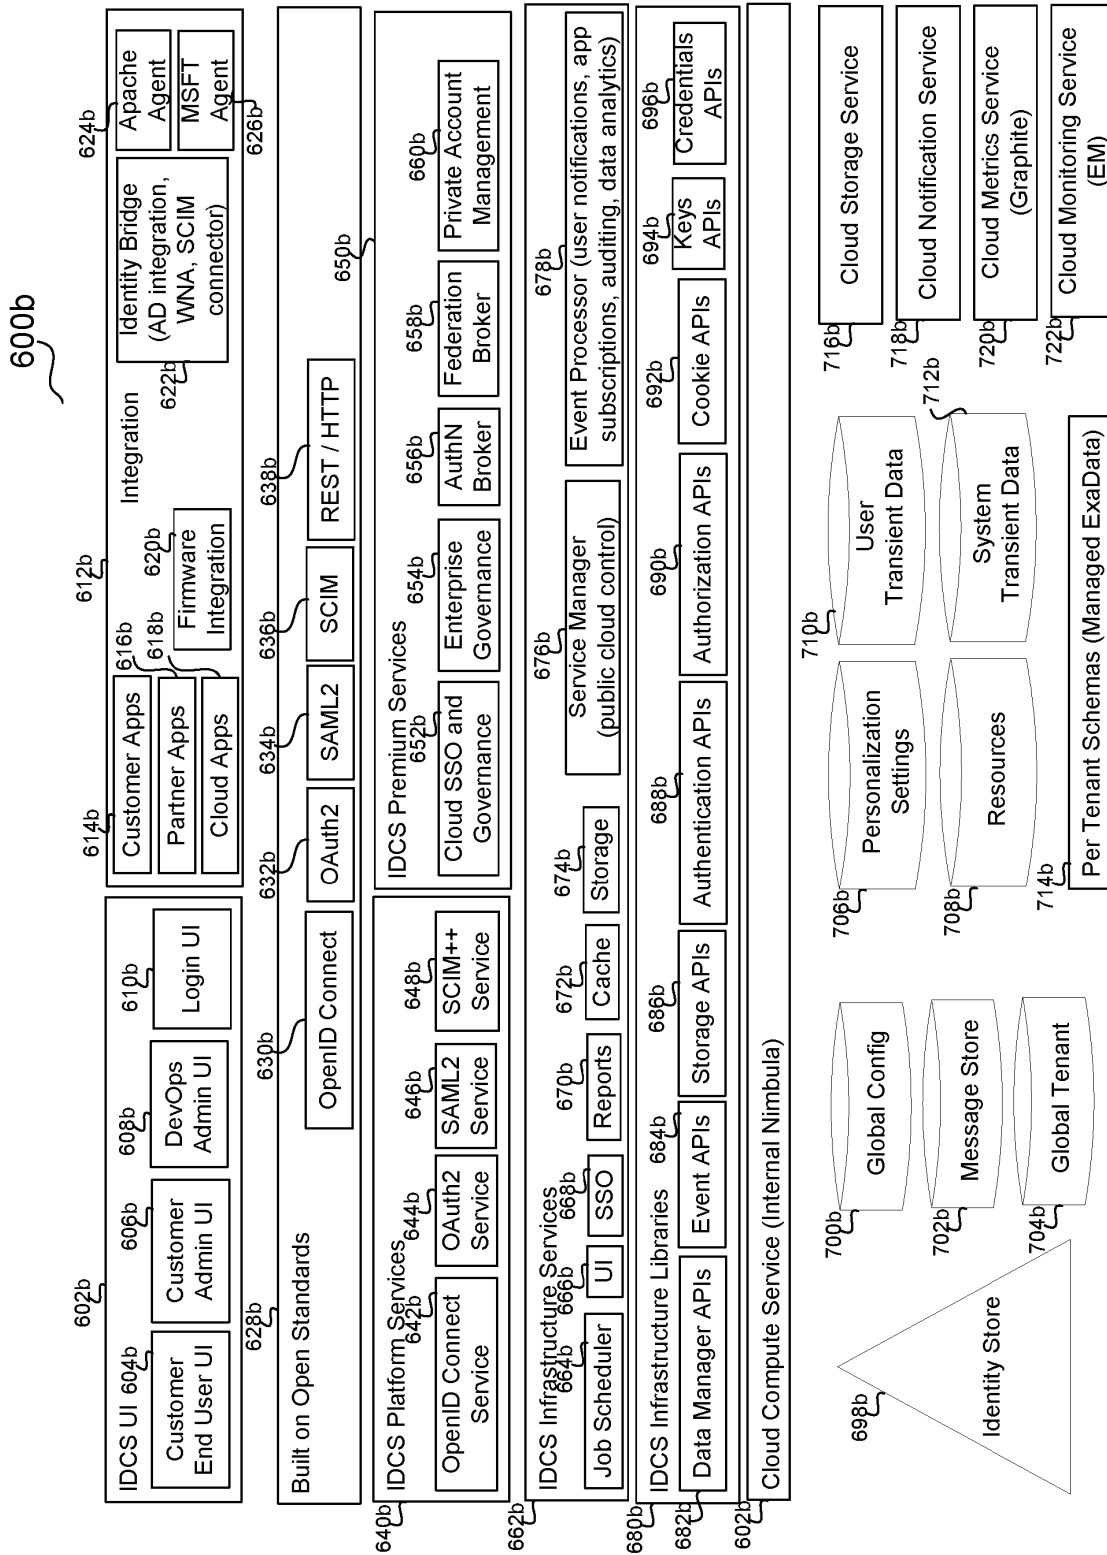 600b
602b
IDCS UI
604b
Customer
End User UI
606b
Customer
Admin UI
608b
DevOps
Admin UI
610b
Login UI
612b
Integration
614b
Customer Apps
616b
Partner Apps
618b
Cloud Apps
620b
Firmware
Integration
622b
Identity Bridge
(AD integration,
WNA, SCIM
connector)
624b
Apache
Agent
MSFT
Agent
626b
628b
Built on Open Standards
630b
OpenID Connect
632b
OAuth2
634b
SAML2
636b
SCIM
638b
REST / HTTP
640b
IDCS Platform Services
642b
OpenID Connect
Service
644b
OAuth2
Service
646b
SAML2
Service
648b
SCIM++
Service
650b
IDCS Premium Services
652b
Cloud SSO and
Governance
654b
Enterprise
Governance
656b
AuthN
Broker
658b
Federation
Broker
660b
Private Account
Management
662b
IDCS Infrastructure Services
664b
Job Scheduler
666b
UI
668b
SSO
670b
Reports
672b
Cache
674b
Storage
676b
Service Manager
(public cloud control)
678b
Event Processor (user notifications, app
subscriptions, auditing, data analytics)
680b
IDCS Infrastructure Libraries
682b
Data Manager APIs
684b
Event APIs
686b
Storage APIs
688b
Authentication APIs
690b
Authorization APIs
692b
Cookie APIs
694b
Keys
APIs
696b
Credentials
APIs
602b
Cloud Compute Service (Internal Nimbula)
698b
Identity Store
700b
Global Config
702b
Message Store
704b
Global Tenant
706b
Personalization
Settings
708b
Resources
710b
User
Transient Data
712b
System
Transient Data
714b
Per Tenant Schemas (Managed ExaData)
716b
Cloud Storage Service
718b
Cloud Notification Service
720b
Cloud Metrics Service
(Graphite)
722b
Cloud Monitoring Service
(EM)